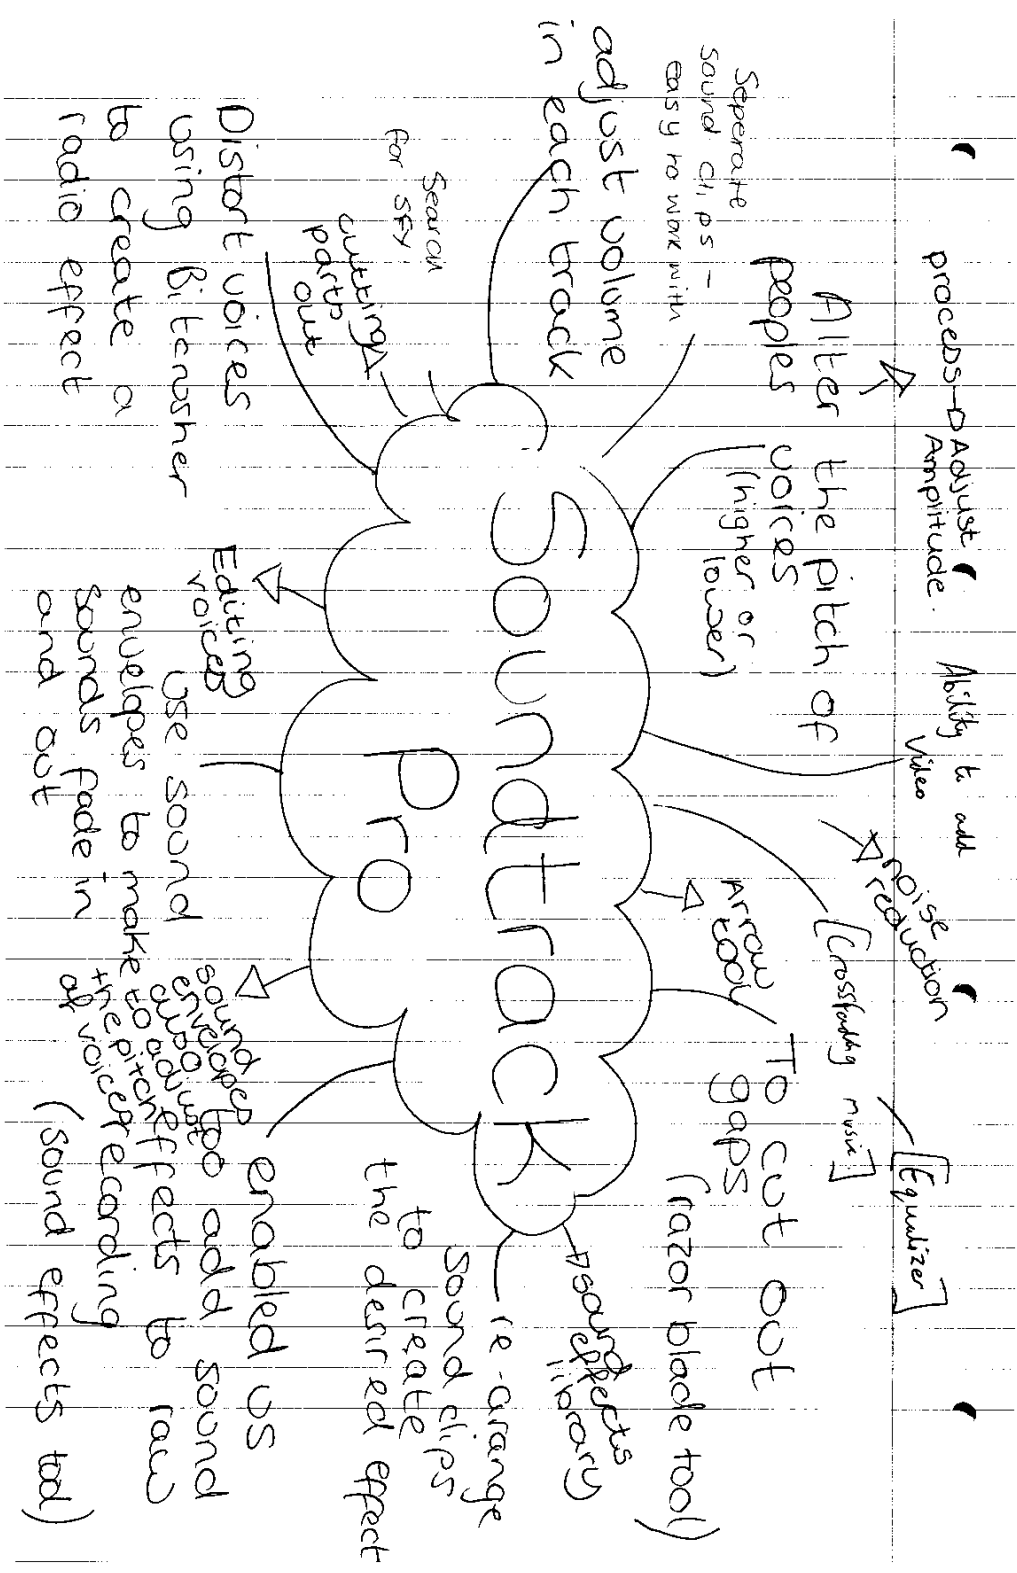 process → Adjust
Amplitude.
Ability to add
Video
noise
reduction
[Equalizer]
Alter the pitch of
peoples voices
(higher or
lower)
[Crossfading music]
Arrow
tool
To cut out
gaps
(razor blade tool)
Seperate
sound clips -
easy to work with
adjust volume
in each track
Search
for SFX
cutting
parts
out
Soundtrack
Pro
sound
effects
library
re-arange
sound clips
to create
the desired effect
Distort voices
using Bitcrusher
to create a
radio effect
Editing
voices
Use sound
envelopes to make
sounds fade in
and out
sound
envelopes
also
to adjust
the pitch
of voices
enabled us
too add sound
effects to raw
recording
(sound effects tool)